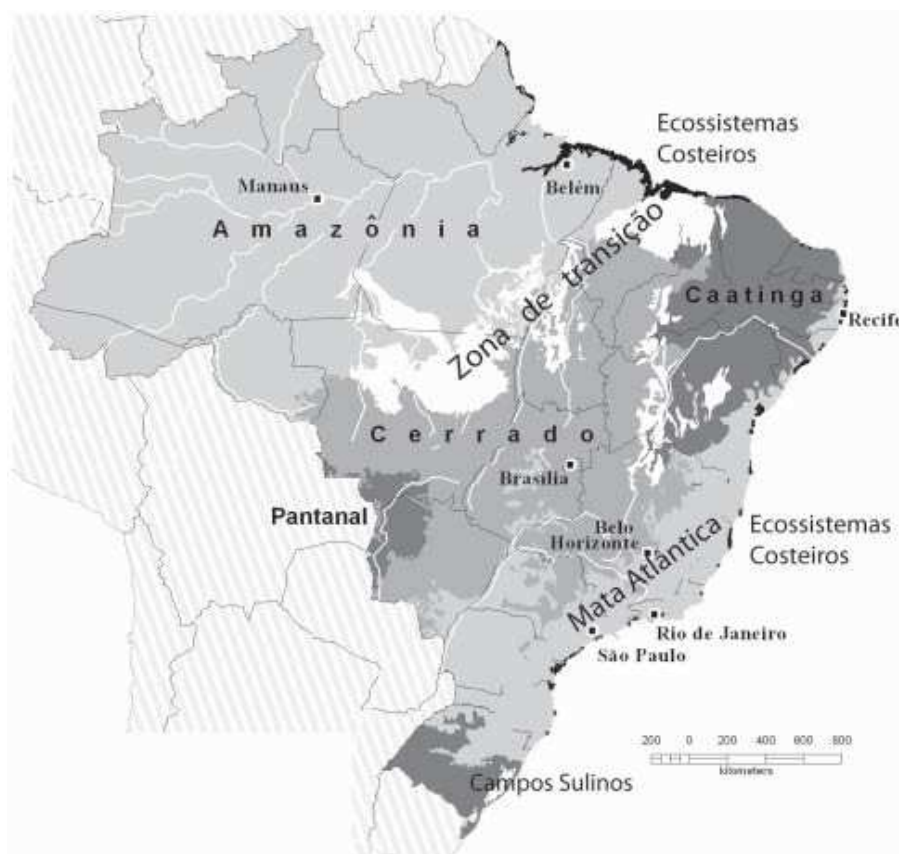 Ecossistemas
Costeiros
Manaus
Belém
Amazônia
Zona de transição
Caatinga
Recife
Cerrado
Brasília
Pantanal
Belo
Horizonte
Ecossistemas
Costeiros
Mata Atlântica
Rio de Janeiro
São Paulo
200 0 200 400 600 800
kilometers
Campos Sulinos